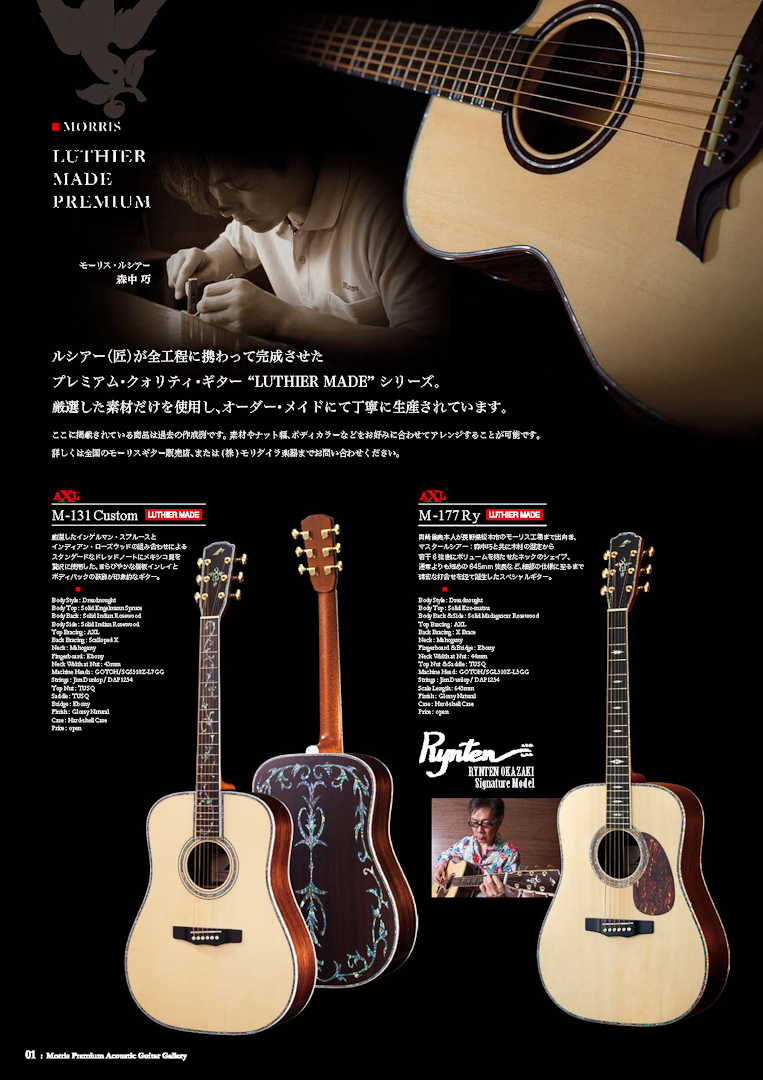 MORRIS
LUTHIER
MADE
PREMIUM
モーリス・ルシアー
森中 巧
ルシアー（匠）が全工程に携わって完成させた
プレミアム・クォリティ・ギター “LUTHIER MADE” シリーズ。
厳選した素材だけを使用し、オーダー・メイドにて丁寧に生産されています。
ここに掲載されている商品は過去の作成例です。素材やナット幅、ボディカラーなどをお好みに合わせてアレンジすることが可能です。
詳しくは全国のモーリスギター販売店、または（株）モリダイラ楽器までお問い合わせください。
AXL
M-131 Custom LUTHIER MADE
厳選したインゲルマン・スプルースと
インディアン・ローズウッドの組み合わせによる
スタンダードなドレッドノートにメキシコ貝を
贅沢に使用した、きらびやかな指板インレイと
ボディバックの装飾が印象的なギター。
Body Style : Dreadnought
Body Top : Solid Engelmann Spruce
Body Back : Solid Indian Rosewood
Body Side : Solid Indian Rosewood
Top Bracing : AXL
Back Bracing : Scalloped X
Neck : Mahogany
Fingerboard : Ebony
Neck Width at Nut : 43mm
Machine Heads : GOTOH/SGS510Z-L5GG
Strings : Jim Dunlop / DAP1254
Top Nut : TUSQ
Saddle : TUSQ
Bridge : Ebony
Finish : Glossy Natural
Case : Hardshell Case
Price : open
AXL
M-177 Ry LUTHIER MADE
岡崎倫典本人が長野県松本市のモーリス工場まで出向き、
マスタールシアー：森中巧と共に木材の選定から
若干６弦側にボリュームを持たせたネックのシェイプ、
通常よりも短めの 645mm 弦長など、細部の仕様に至るまで
綿密な打合せを経て誕生したスペシャルギター。
Body Style : Dreadnought
Body Top : Solid Ezo-matsu
Body Back & Side : Solid Madagascar Rosewood
Top Bracing : AXL
Back Bracing : X Brace
Neck : Mahogany
Fingerboard & Bridge : Ebony
Neck Width at Nut : 44mm
Top Nut & Saddle : TUSQ
Machine Heads : GOTOH/SGL510Z-L5GG
Strings : Jim Dunlop / DAP1254
Scale Length : 645mm
Finish : Glossy Natural
Case : Hardshell Case
Price : open
Rynten
RYNTEN OKAZAKI
Signature Model
01 : Morris Premium Acoustic Guitar Gallery